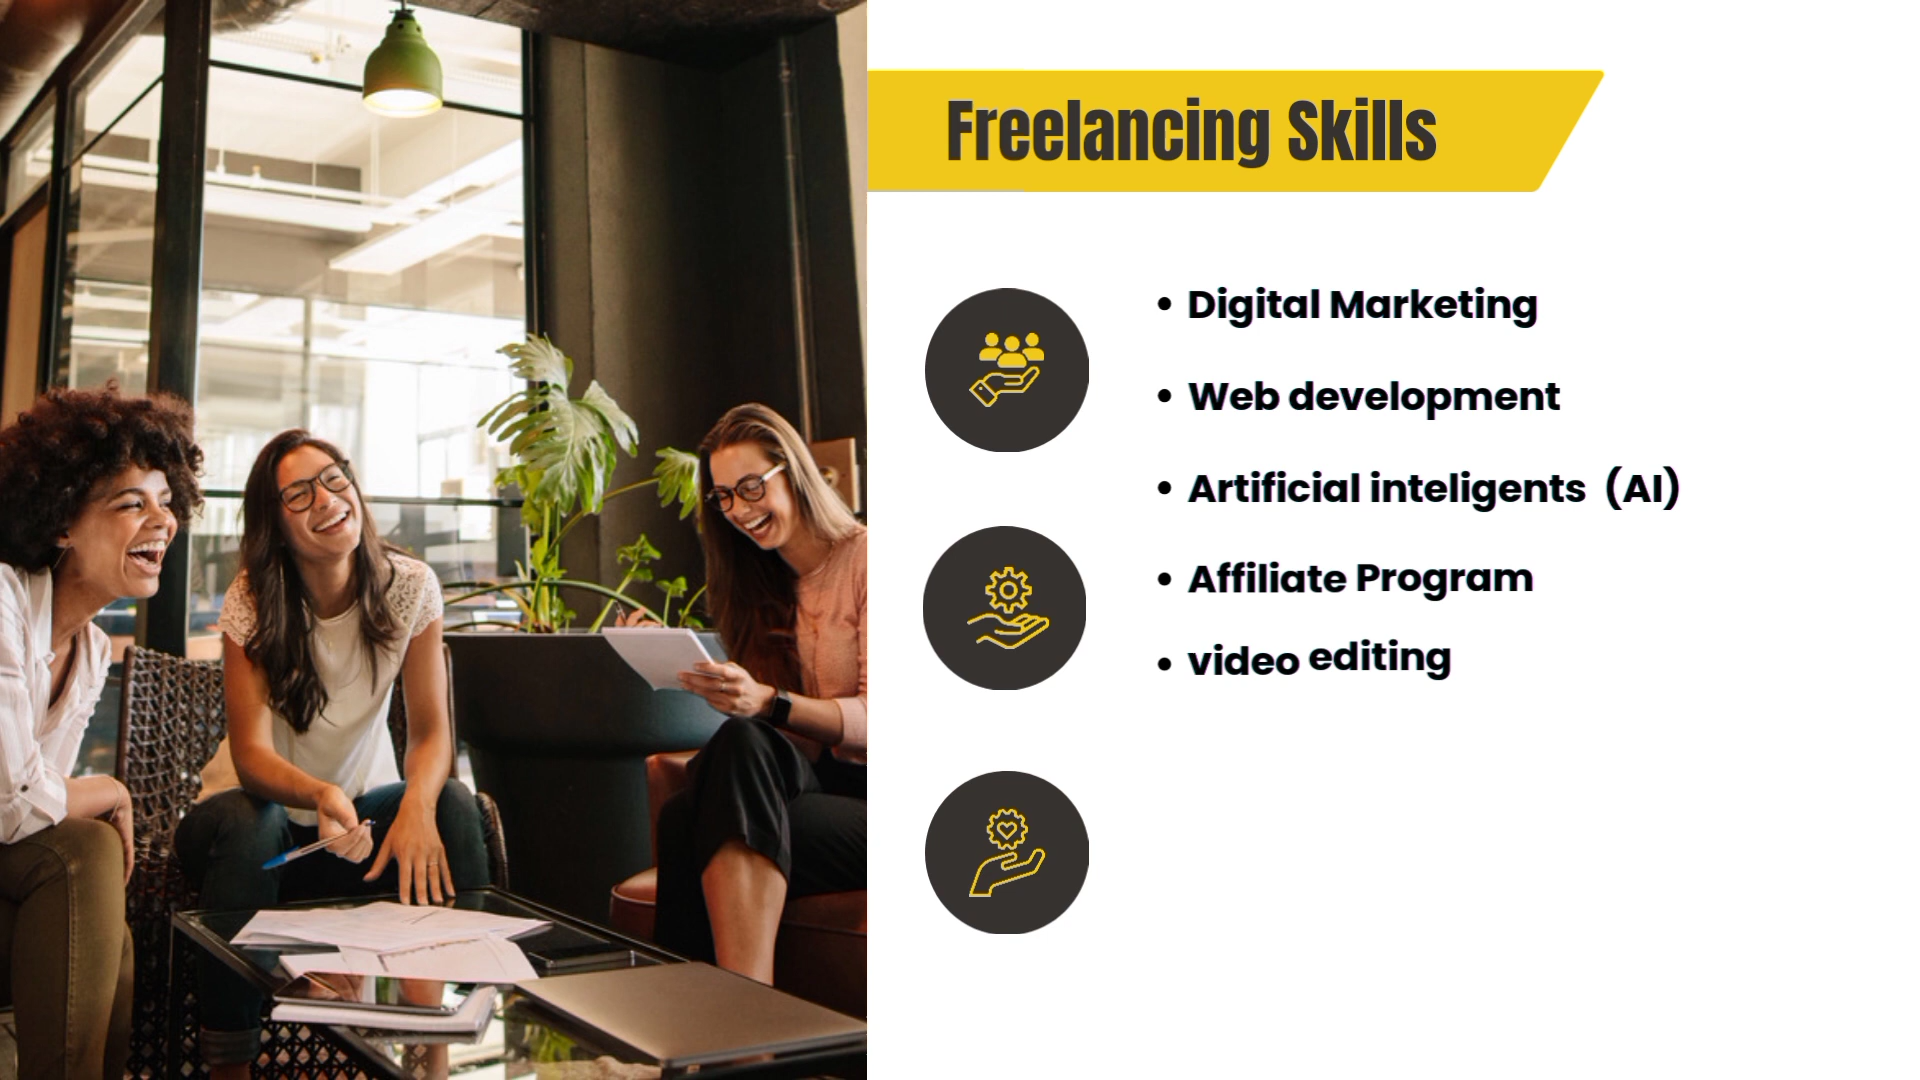 Freelancing Skills
• Digital Marketing
• Web development
• Artificial inteligents (AI)
• Affiliate Program
• video editing